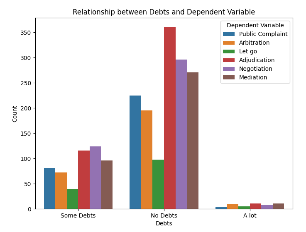 Relationship between Debts and Dependent Variable
Dependent Variable
Public Complaint
Arbitration
Let go
Adjudication
Negotiation
Mediation
350
300
250
200
150
100
50
0
Count
Some Debts
No Debts
A lot
Debts